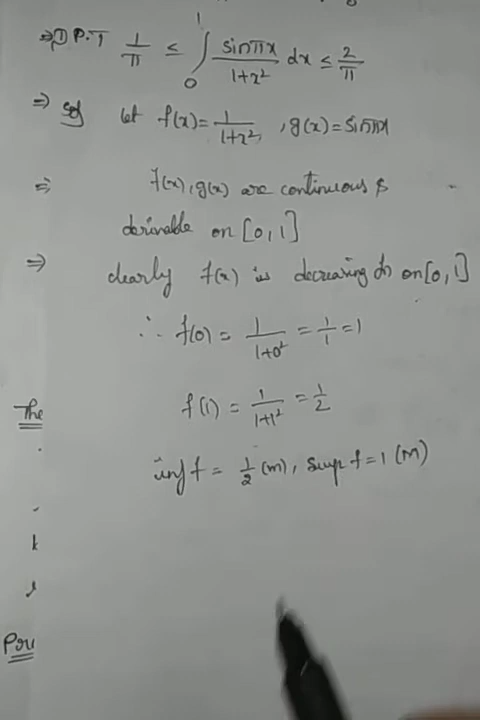 ⇒ 1) P.T 1/π ≤ ∫₀¹ sinπx/(1+x²) dx ≤ 2/π
⇒ Sol let f(x) = 1/(1+x²), g(x) = sinπx
⇒ f(x), g(x) are continuous &
derivable on [0,1]
⇒ clearly f(x) is decreasing fn on [0,1]
∴ f(0) = 1/(1+0²) = 1/1 = 1
The
f(1) = 1/(1+1²) = 1/2
inf f = 1/2 (m), sup f = 1 (M)
k
Pou